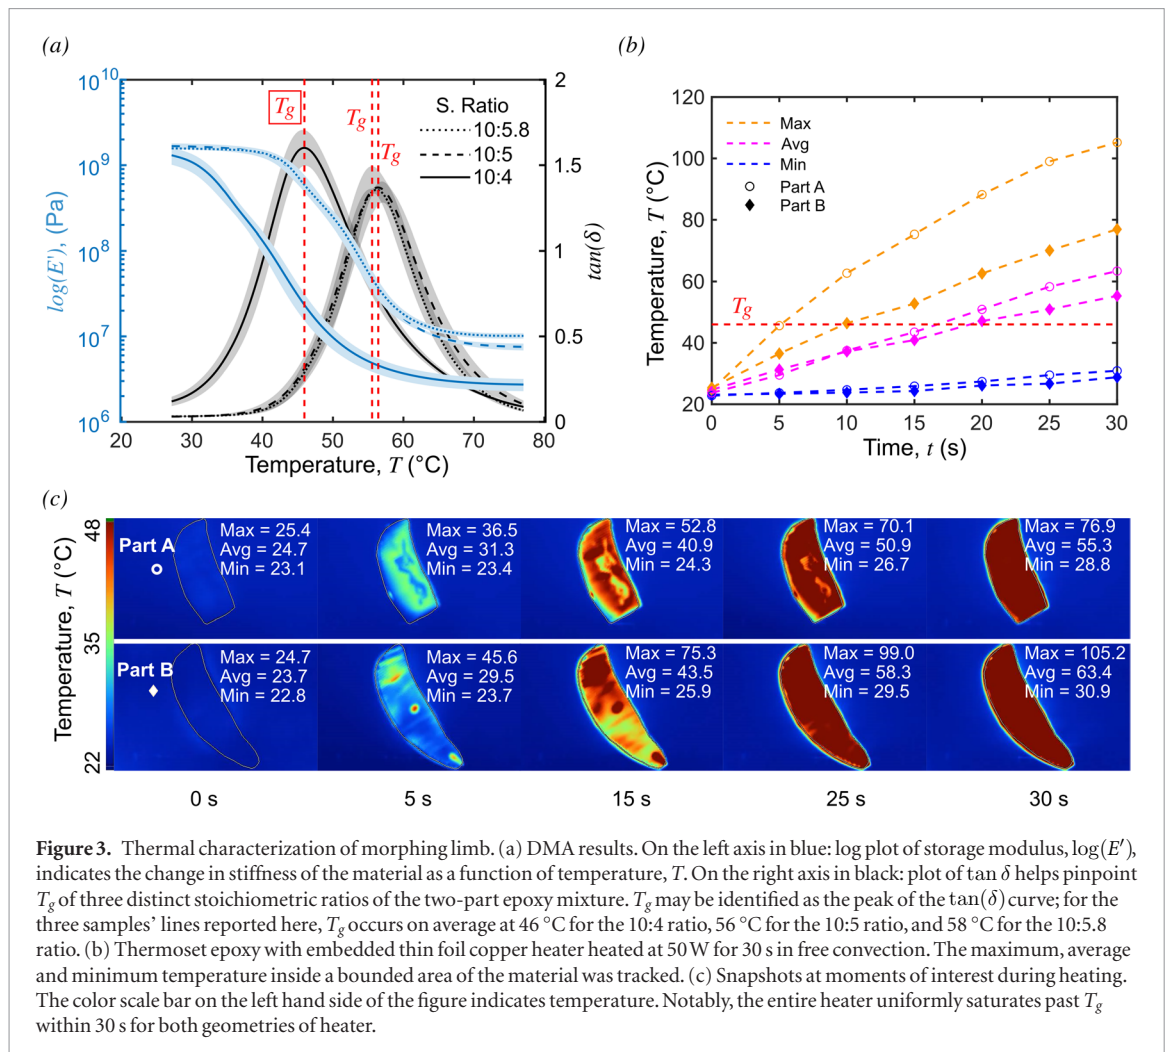 (a)
10^10
10^9
10^8
10^7
10^6
log(E'), (Pa)
2
1.5
1
0.5
0
tan(δ)
T_g
T_g
T_g
S. Ratio
10:5.8
10:5
10:4
20 30 40 50 60 70 80
Temperature, T (°C)
(b)
120
100
80
60
40
20
Temperature, T (°C)
Max
Avg
Min
Part A
Part B
T_g
0 5 10 15 20 25 30
Time, t (s)
(c)
48
35
22
Temperature, T (°C)
Part A
Max = 25.4
Avg = 24.7
Min = 23.1
Max = 36.5
Avg = 31.3
Min = 23.4
Max = 52.8
Avg = 40.9
Min = 24.3
Max = 70.1
Avg = 50.9
Min = 26.7
Max = 76.9
Avg = 55.3
Min = 28.8
Part B
Max = 24.7
Avg = 23.7
Min = 22.8
Max = 45.6
Avg = 29.5
Min = 23.7
Max = 75.3
Avg = 43.5
Min = 25.9
Max = 99.0
Avg = 58.3
Min = 29.5
Max = 105.2
Avg = 63.4
Min = 30.9
0 s 5 s 15 s 25 s 30 s
Figure 3. Thermal characterization of morphing limb. (a) DMA results. On the left axis in blue: log plot of storage modulus, log(E′),
indicates the change in stiffness of the material as a function of temperature, T. On the right axis in black: plot of tan δ helps pinpoint
T_g of three distinct stoichiometric ratios of the two-part epoxy mixture. T_g may be identified as the peak of the tan(δ) curve; for the
three samples' lines reported here, T_g occurs on average at 46 °C for the 10:4 ratio, 56 °C for the 10:5 ratio, and 58 °C for the 10:5.8
ratio. (b) Thermoset epoxy with embedded thin foil copper heater heated at 50 W for 30 s in free convection. The maximum, average
and minimum temperature inside a bounded area of the material was tracked. (c) Snapshots at moments of interest during heating.
The color scale bar on the left hand side of the figure indicates temperature. Notably, the entire heater uniformly saturates past T_g
within 30 s for both geometries of heater.